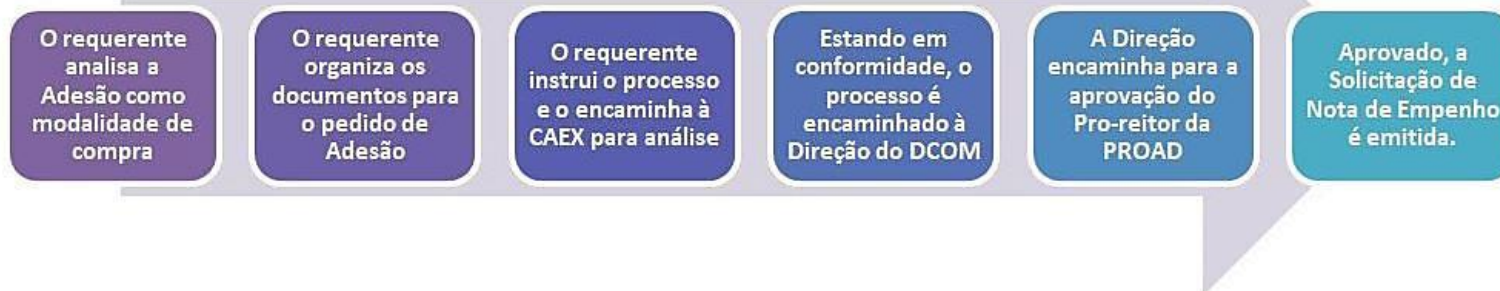 O requerente
analisa a
Adesão como
modalidade de
compra
O requerente
organiza os
documentos para
o pedido de
Adesão
O requerente
instrui o processo
e o encaminha à
CAEX para análise
Estando em
conformidade, o
processo é
encaminhado à
Direção do DCOM
A Direção
encaminha para a
aprovação do
Pro-reitor da
PROAD
Aprovado, a
Solicitação de
Nota de Empenho
é emitida.